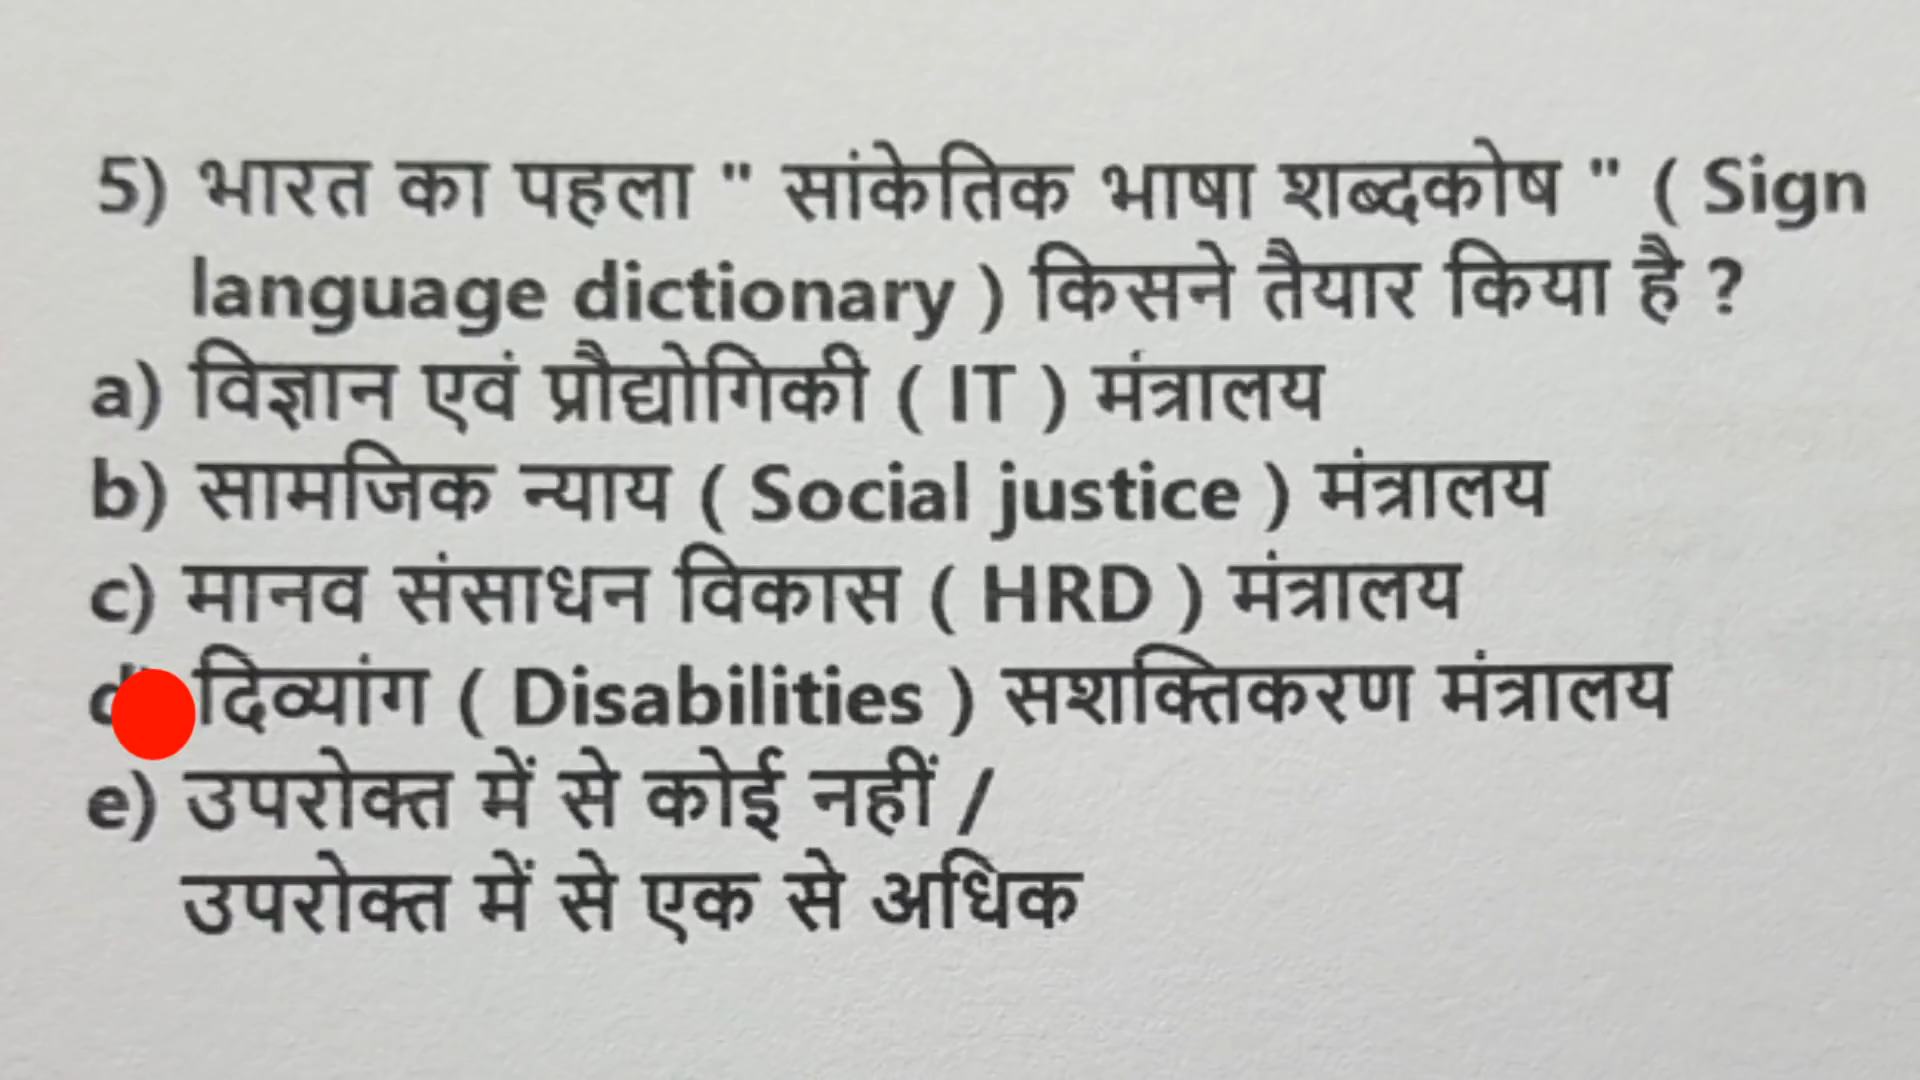 5) भारत का पहला " सांकेतिक भाषा शब्दकोष " ( Sign
language dictionary ) किसने तैयार किया है ?
a) विज्ञान एवं प्रौद्योगिकी ( IT ) मंत्रालय
b) सामजिक न्याय ( Social justice ) मंत्रालय
c) मानव संसाधन विकास ( HRD ) मंत्रालय
दिव्यांग ( Disabilities ) सशक्तिकरण मंत्रालय
e) उपरोक्त में से कोई नहीं /
उपरोक्त में से एक से अधिक